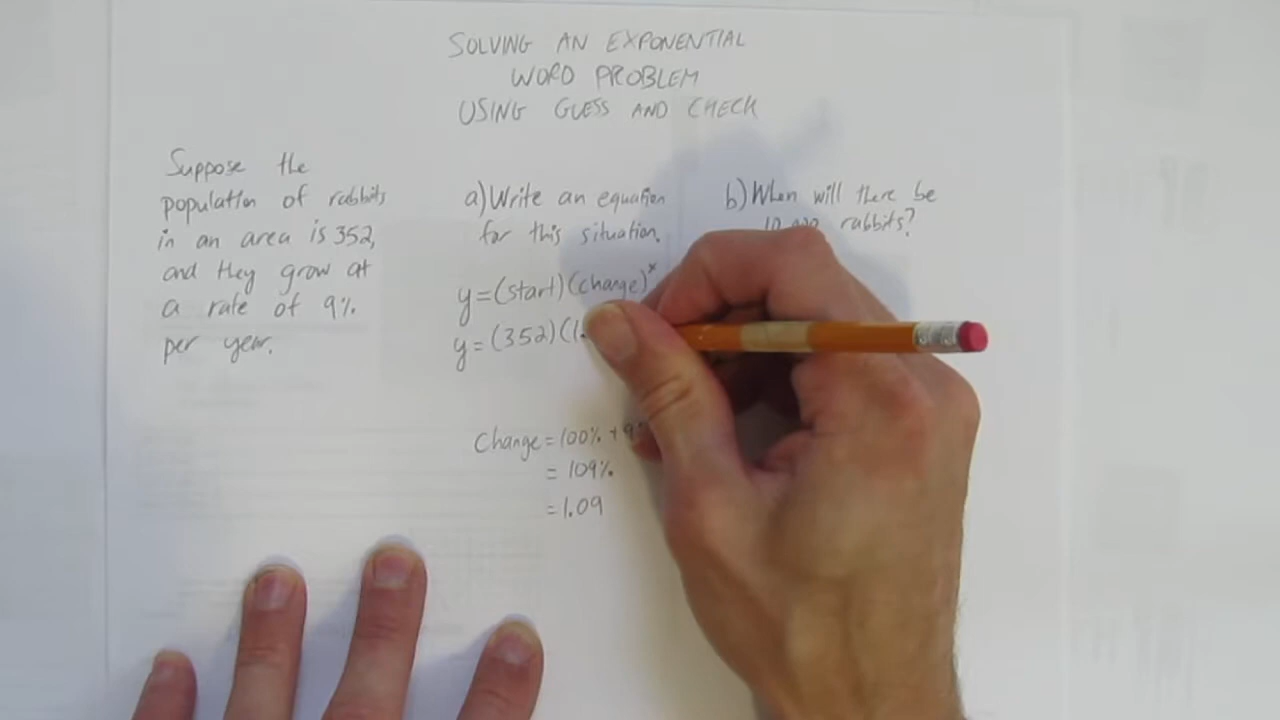 SOLVING AN EXPONENTIAL
WORD PROBLEM
USING GUESS AND CHECK
Suppose the
population of rabbits
in an area is 352,
and they grow at
a rate of 9%
per year.
a) Write an equation
for this situation.
y = (start)(change)^x
y = (352)(1.
Change = 100% + 9
= 109%
= 1.09
b) When will there be
rabbits?